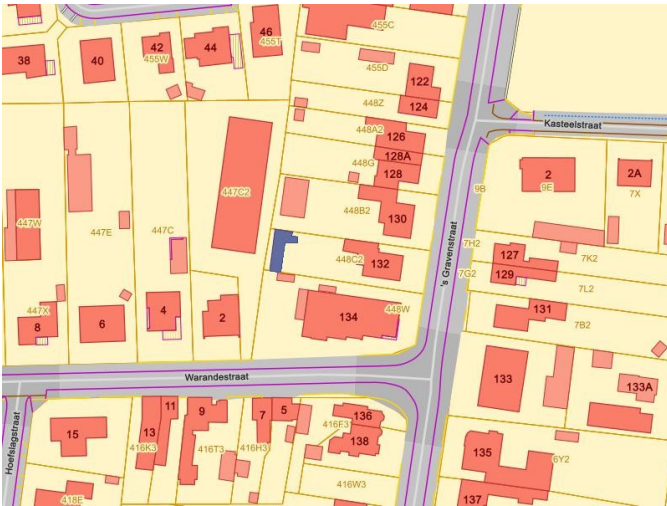 455C
46
455T
42
455W
44
38
40
455D
122
124
448Z
Kasteelstraat
448A2
126
128A
128
448G
2
9E
2A
7X
9B
447C2
448B2
130
447W
447E
447C
's Gravenstraat
7H2
127
7K2
448C2
132
7G2
129
7L2
447X
8
6
4
2
134
448W
131
7B2
Warandestraat
133
133A
Hoefslagstraat
15
11
13
416K3
9
416T3
7
5
416H3
136
416F3
138
135
6Y2
416W3
418E
137